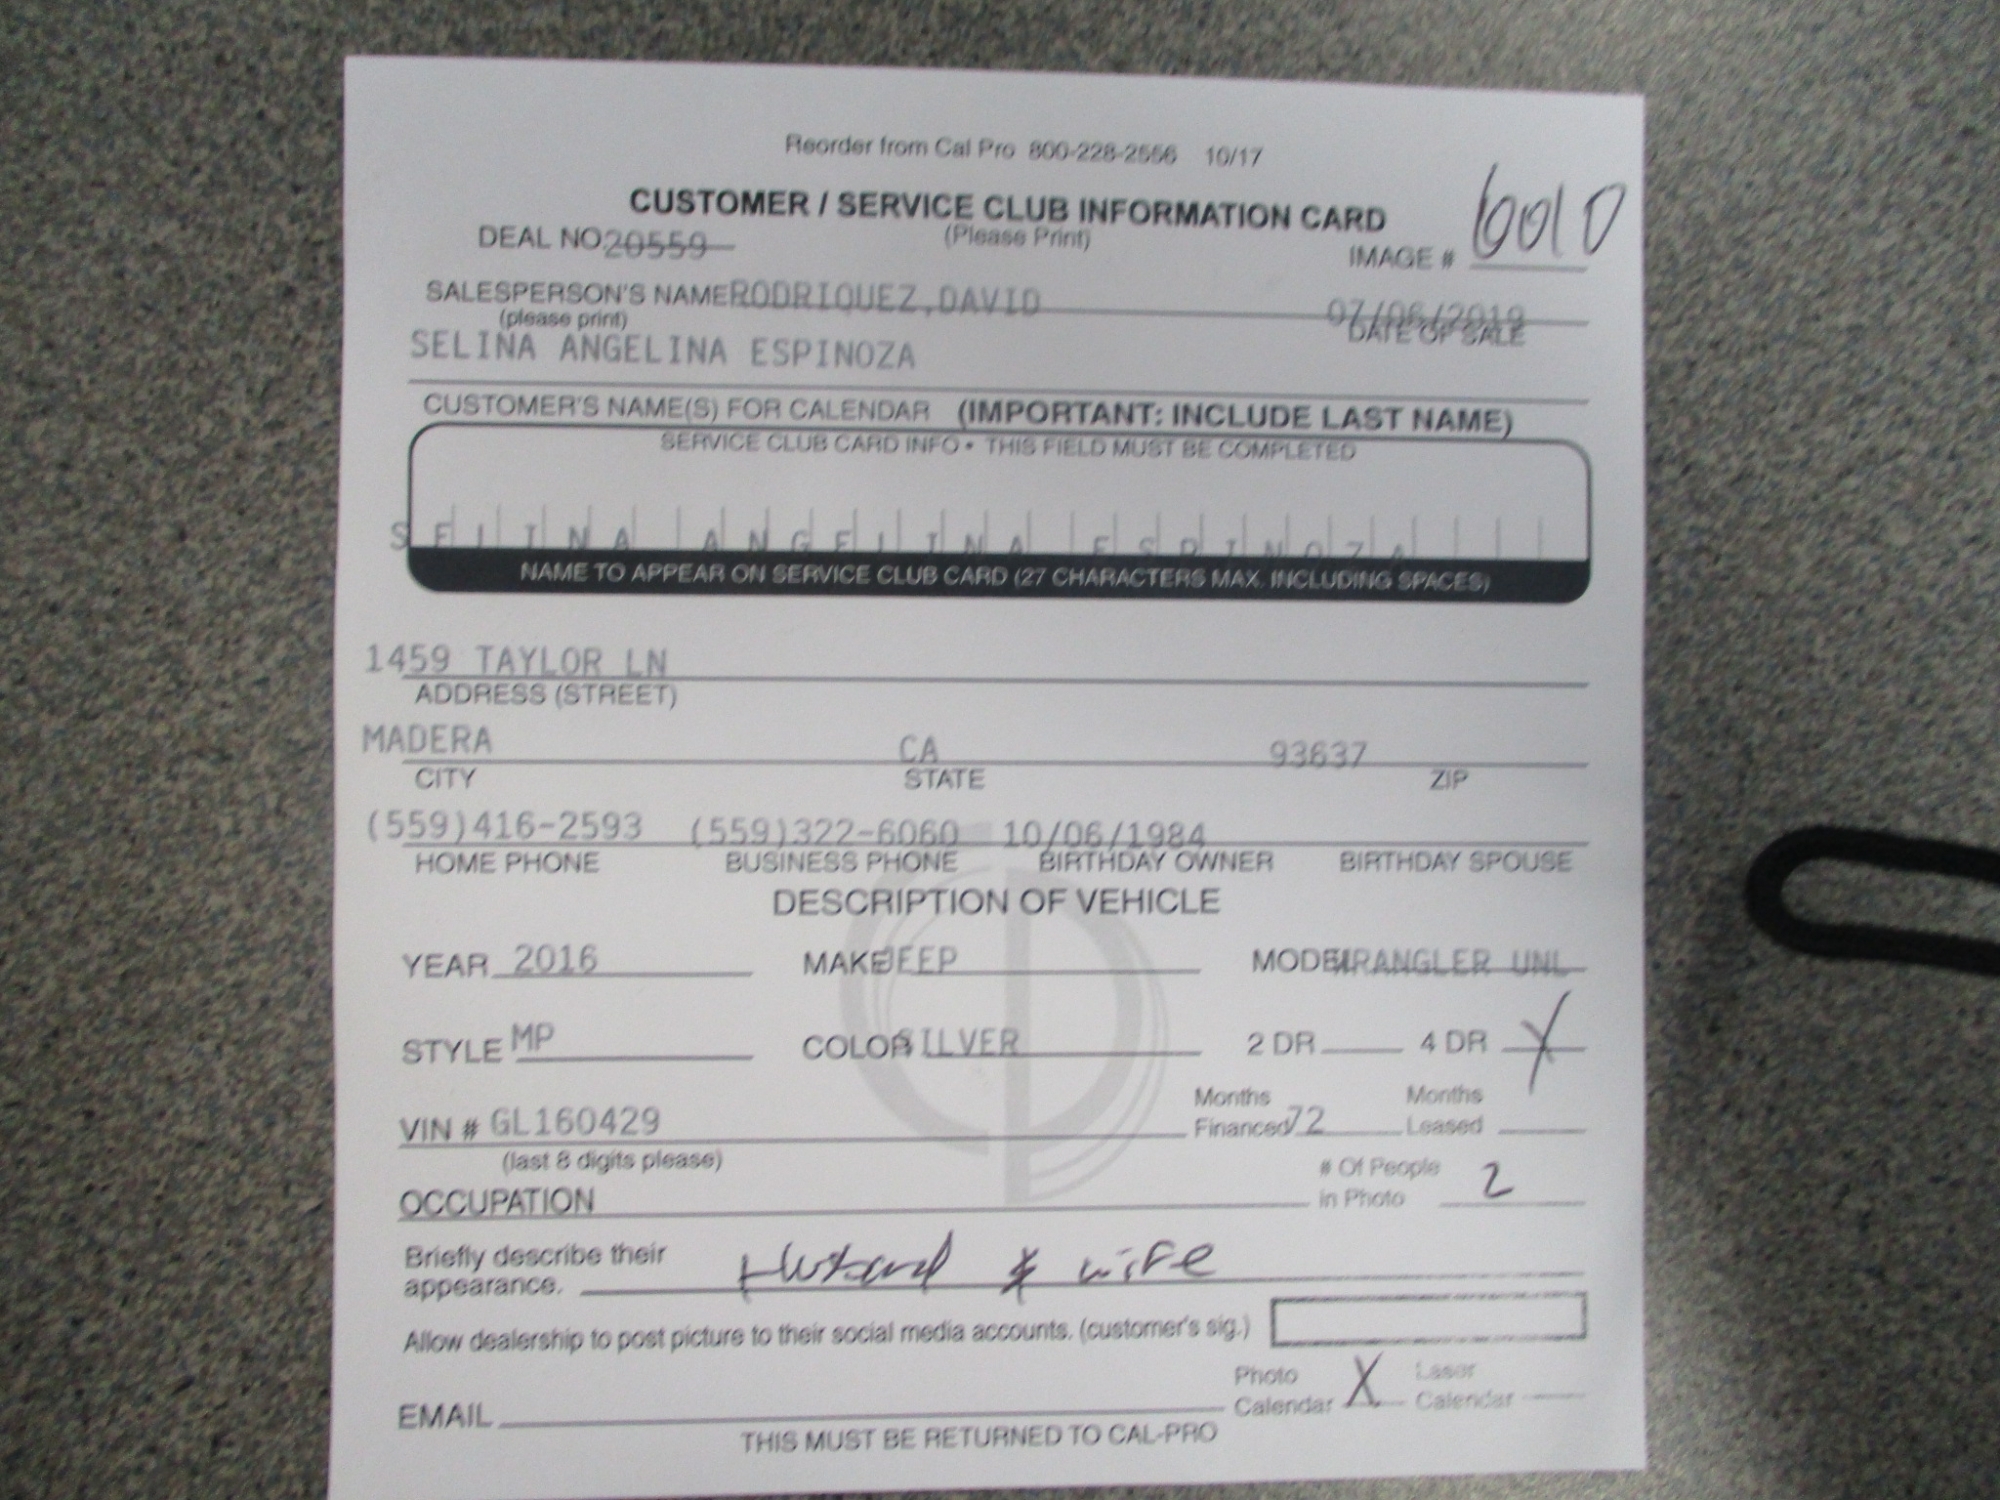 Reorder from Cal Pro 800-228-2556 10/17
CUSTOMER / SERVICE CLUB INFORMATION CARD
DEAL NO. 20559 (Please Print) IMAGE # 6010
SALESPERSON'S NAME RODRIQUEZ,DAVID 07/06/2019
(please print) DATE OF SALE
SELINA ANGELINA ESPINOZA
CUSTOMER'S NAME(S) FOR CALENDAR (IMPORTANT: INCLUDE LAST NAME)
SERVICE CLUB CARD INFO • THIS FIELD MUST BE COMPLETED
SELINA ANGELINA ESPINOZA
NAME TO APPEAR ON SERVICE CLUB CARD (27 CHARACTERS MAX. INCLUDING SPACES)
1459 TAYLOR LN
ADDRESS (STREET)
MADERA CA 93637
CITY STATE ZIP
(559)416-2593 (559)322-6060 10/06/1984
HOME PHONE BUSINESS PHONE BIRTHDAY OWNER BIRTHDAY SPOUSE
DESCRIPTION OF VEHICLE
YEAR 2016 MAKE JEEP MODEL WRANGLER UNL
STYLE MP COLOR SILVER 2 DR 4 DR X
VIN # GL160429 Months Financed 72 Months Leased
(last 8 digits please)
OCCUPATION # Of People in Photo 2
Briefly describe their appearance. Husband & wife
Allow dealership to post picture to their social media accounts. (customer's sig.)
EMAIL Photo Calendar X Laser Calendar
THIS MUST BE RETURNED TO CAL-PRO